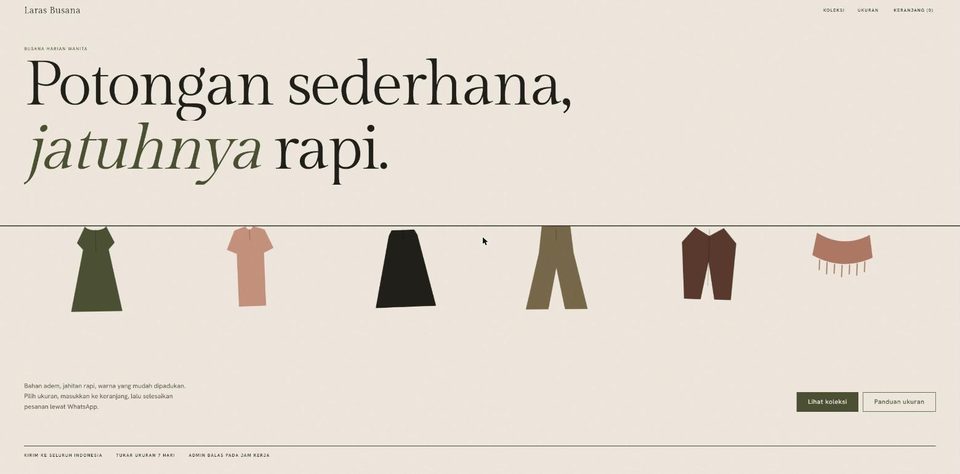 Laras Busana
KOLEKSI
UKURAN
KERANJANG (0)
BUSANA HARIAN WANITA
Potongan sederhana,
jatuhnya rapi.
Bahan adem, jahitan rapi, warna yang mudah dipadukan.
Pilih ukuran, masukkan ke keranjang, lalu selesaikan
pesanan lewat WhatsApp.
Lihat koleksi
Panduan ukuran
KIRIM KE SELURUH INDONESIA
TUKAR UKURAN 7 HARI
ADMIN BALAS PADA JAM KERJA